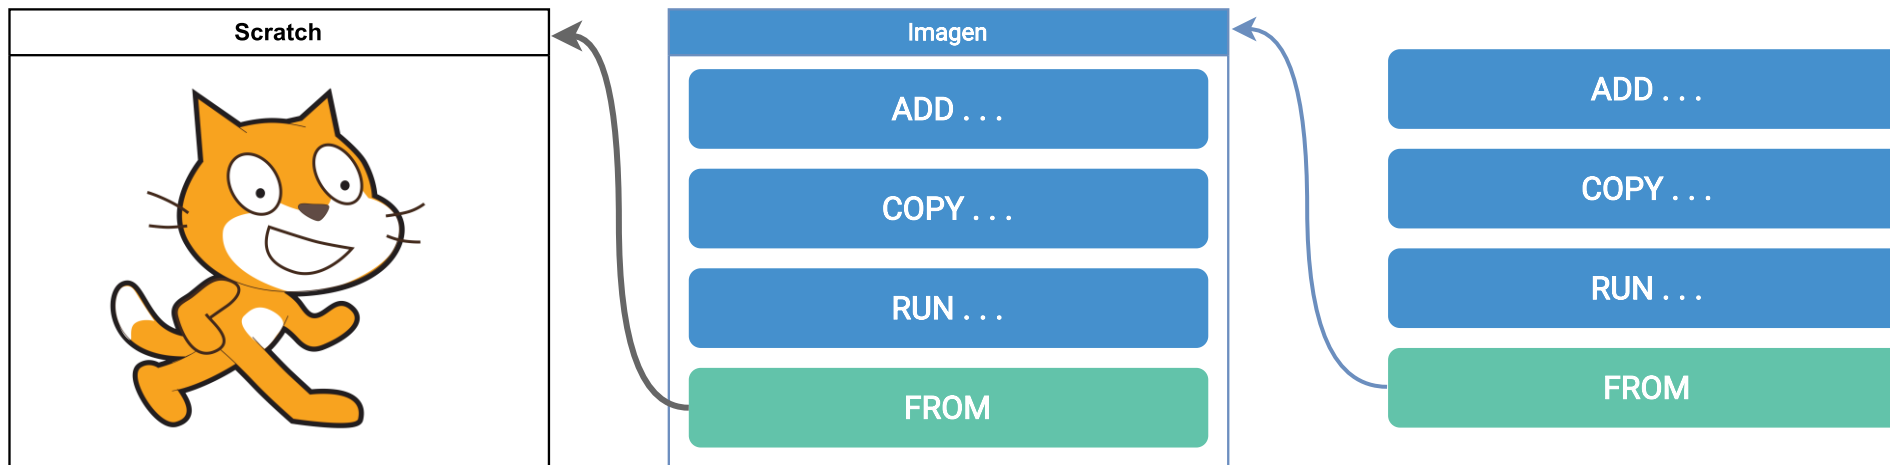 Scratch
Imagen
ADD . . .
COPY . . .
RUN . . .
FROM
ADD . . .
COPY . . .
RUN . . .
FROM